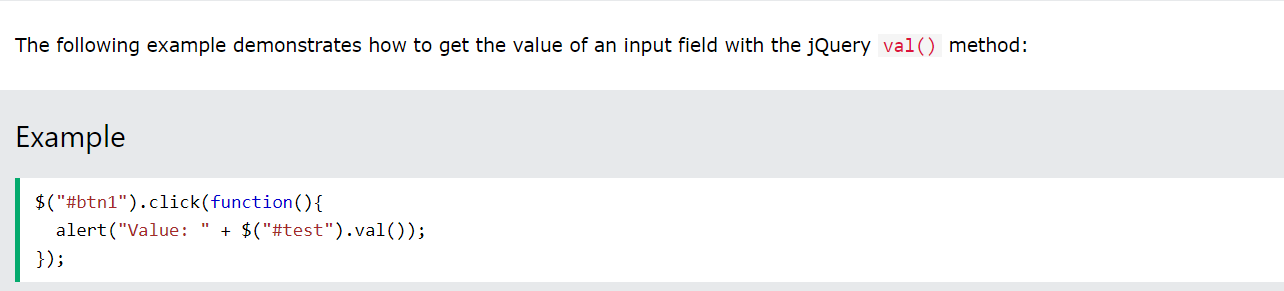 The following example demonstrates how to get the value of an input field with the jQuery val() method:
Example
$("#btn1").click(function(){
  alert("Value: " + $("#test").val());
});